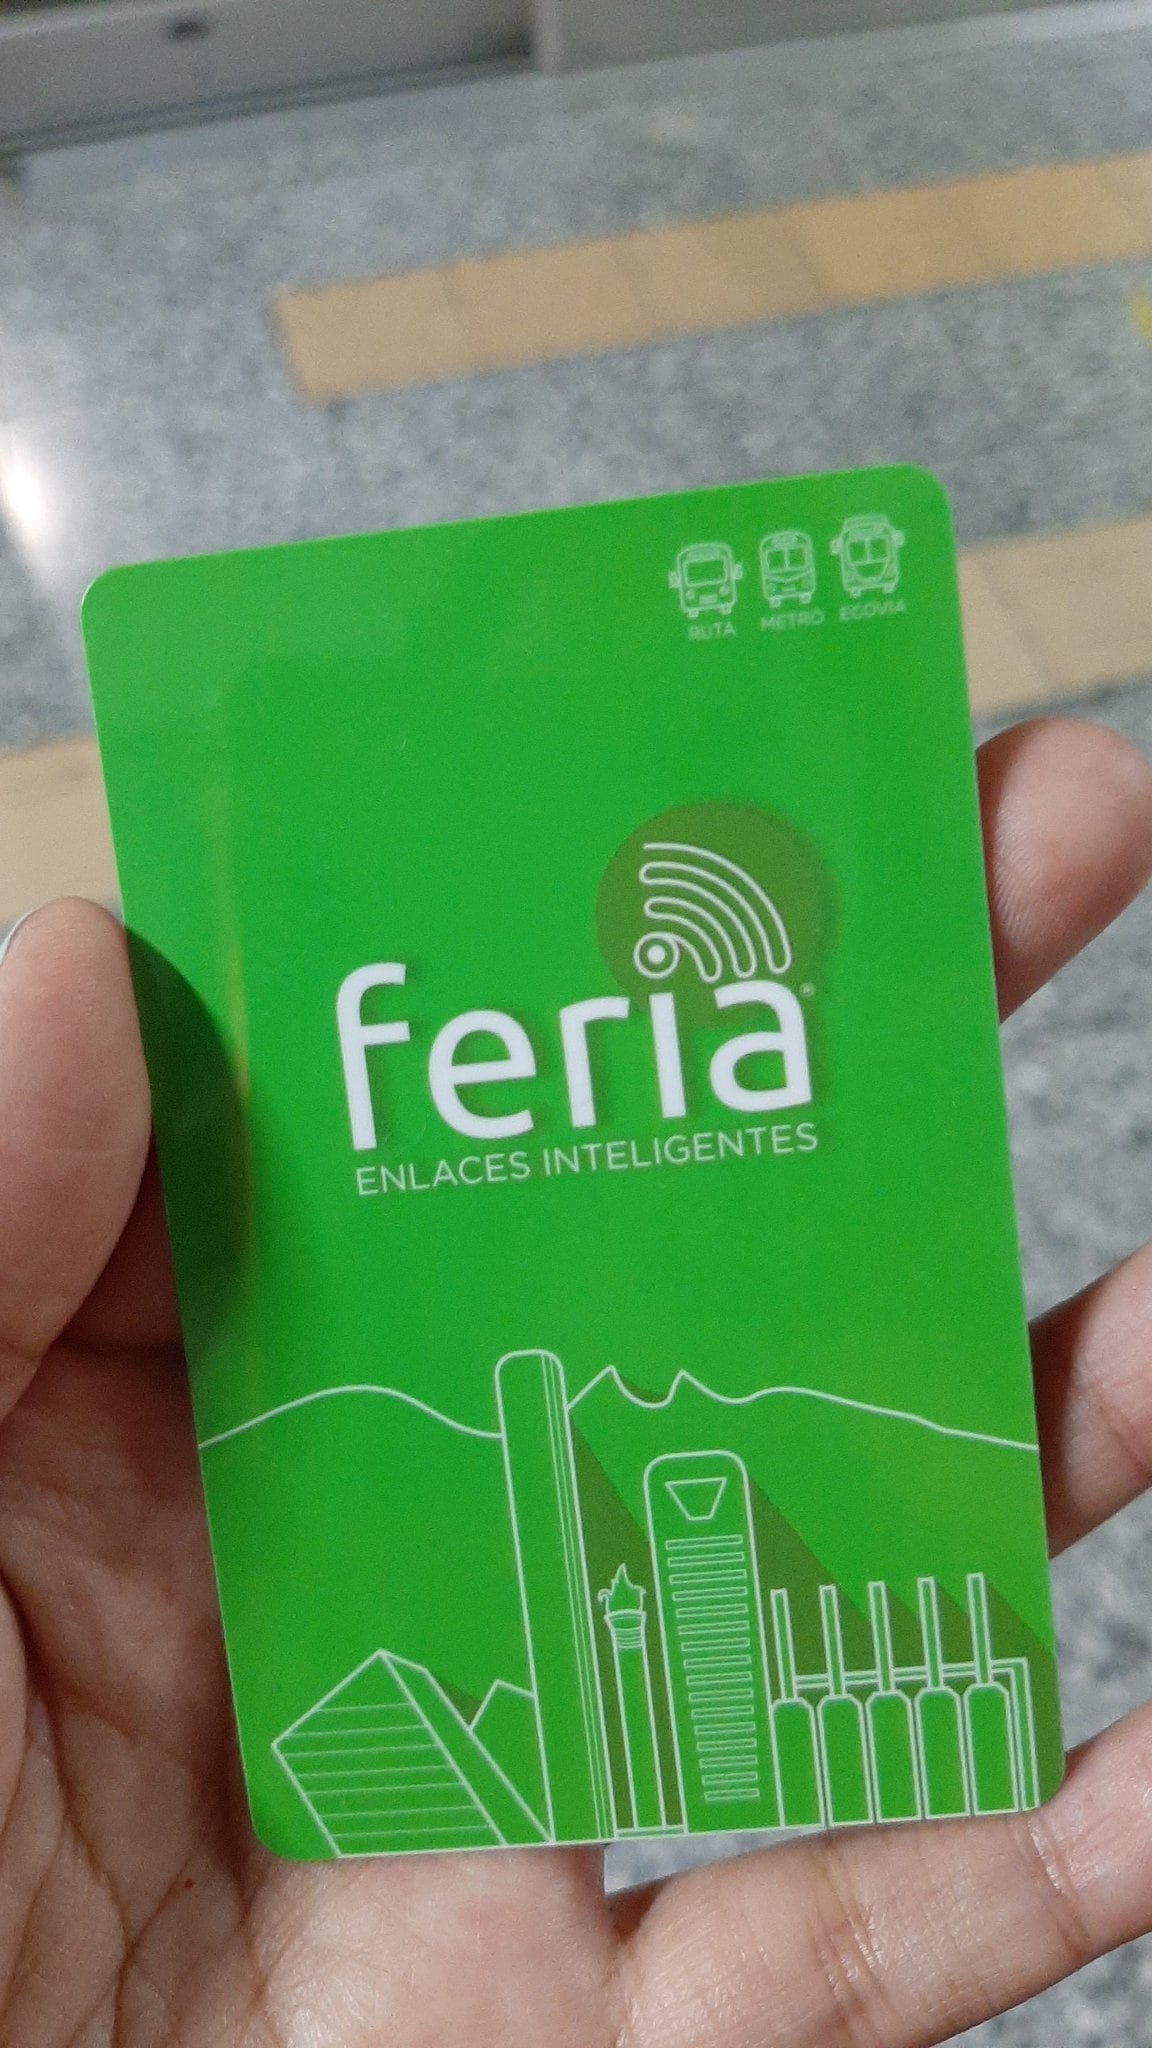 RUTA METRO ECOVIA
feria®
ENLACES INTELIGENTES